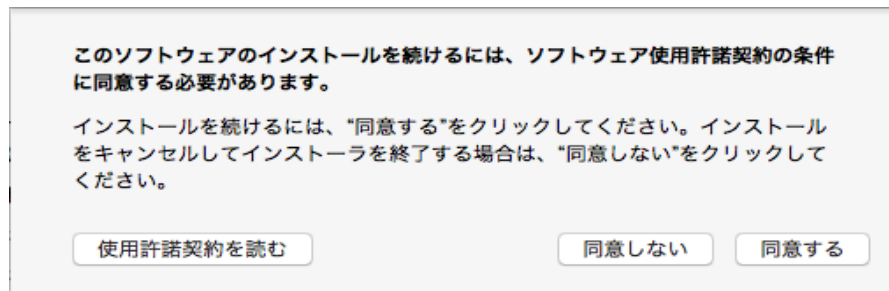 このソフトウェアのインストールを続けるには、ソフトウェア使用許諾契約の条件
に同意する必要があります。
インストールを続けるには、“同意する”をクリックしてください。インストール
をキャンセルしてインストーラを終了する場合は、“同意しない”をクリックして
ください。
使用許諾契約を読む 同意しない 同意する